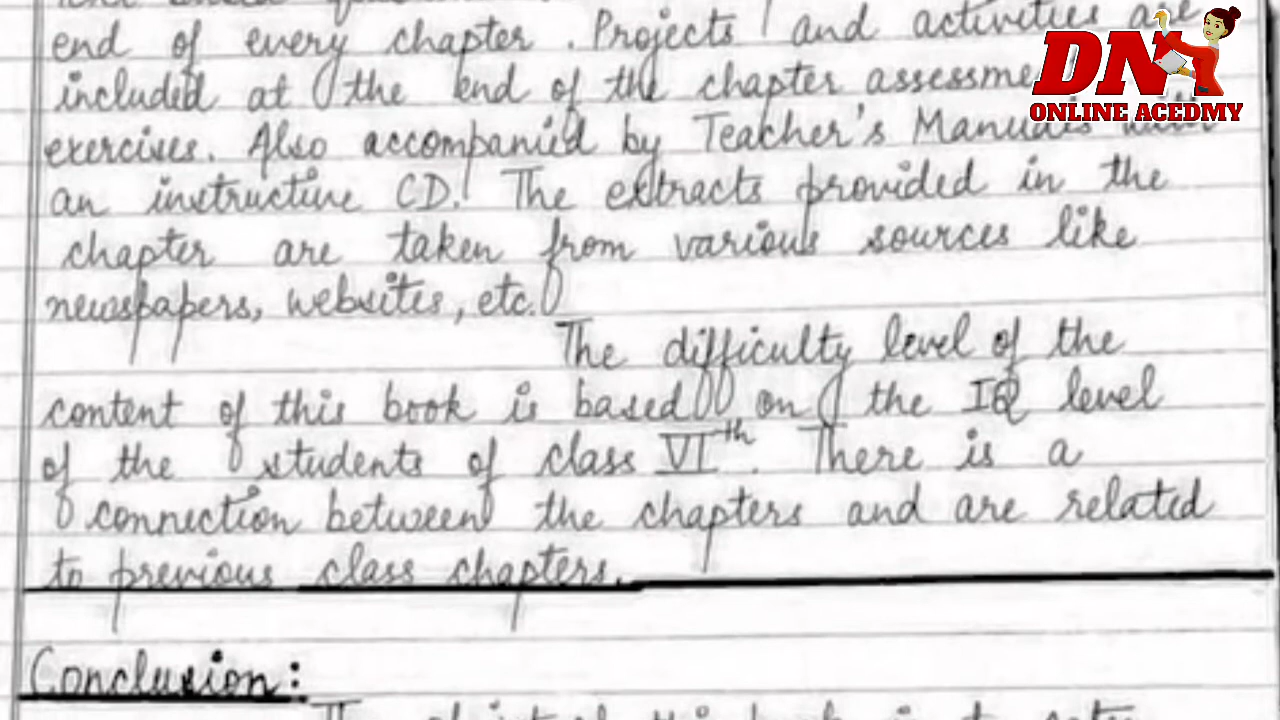 end of every chapter. Projects and activities are
included at the end of the chapter assessme
exercises. Also accompanied by Teacher's Manuals with
an instructive CD. The extracts provided in the
chapter are taken from various sources like
newspapers, websites, etc.
The difficulty level of the
content of this book is based on the IQ level
of the students of class VIth. There is a
connection between the chapters and are related
to previous class chapters.
Conclusion:
DN
ONLINE ACEDMY